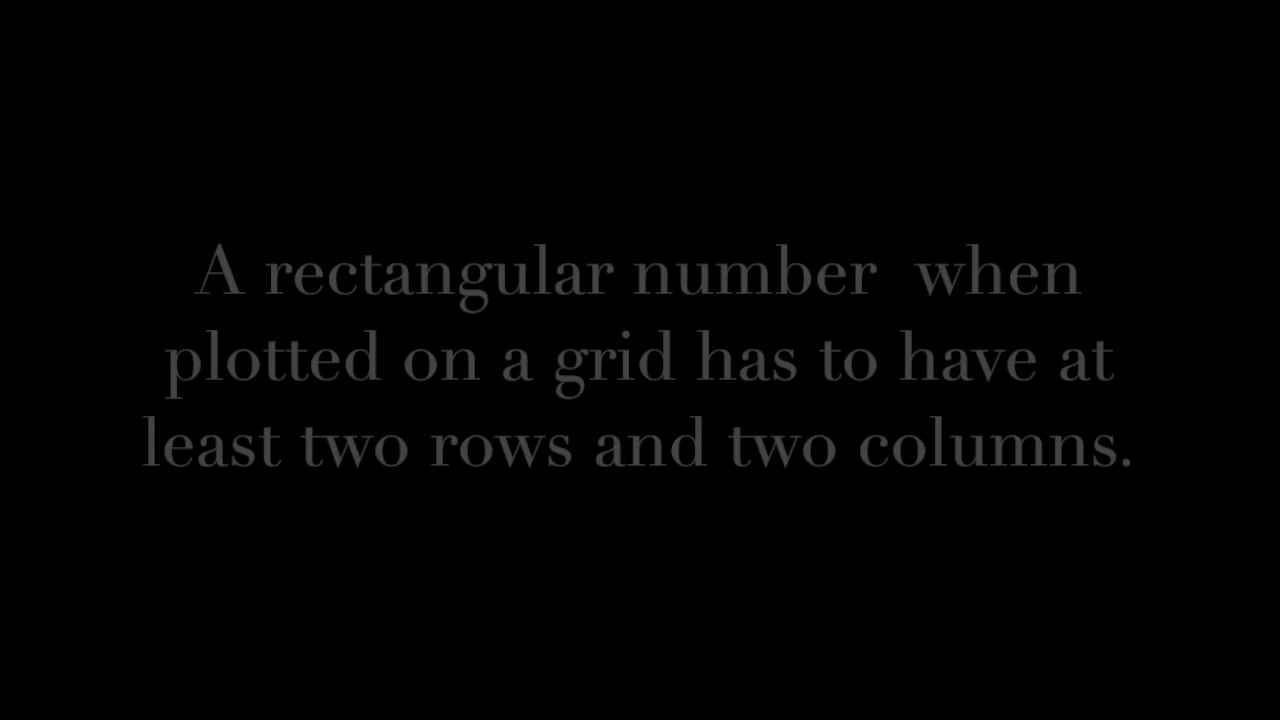 A rectangular number  when
plotted on a grid has to have at
least two rows and two columns.